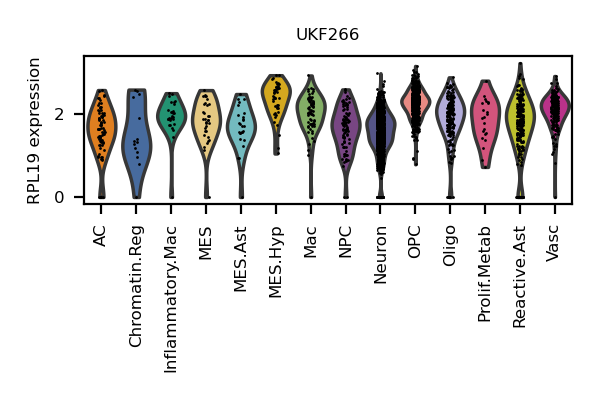 UKF266
RPL19 expression
2
0
AC
Chromatin.Reg
Inflammatory.Mac
MES
MES.Ast
MES.Hyp
Mac
NPC
Neuron
OPC
Oligo
Prolif.Metab
Reactive.Ast
Vasc